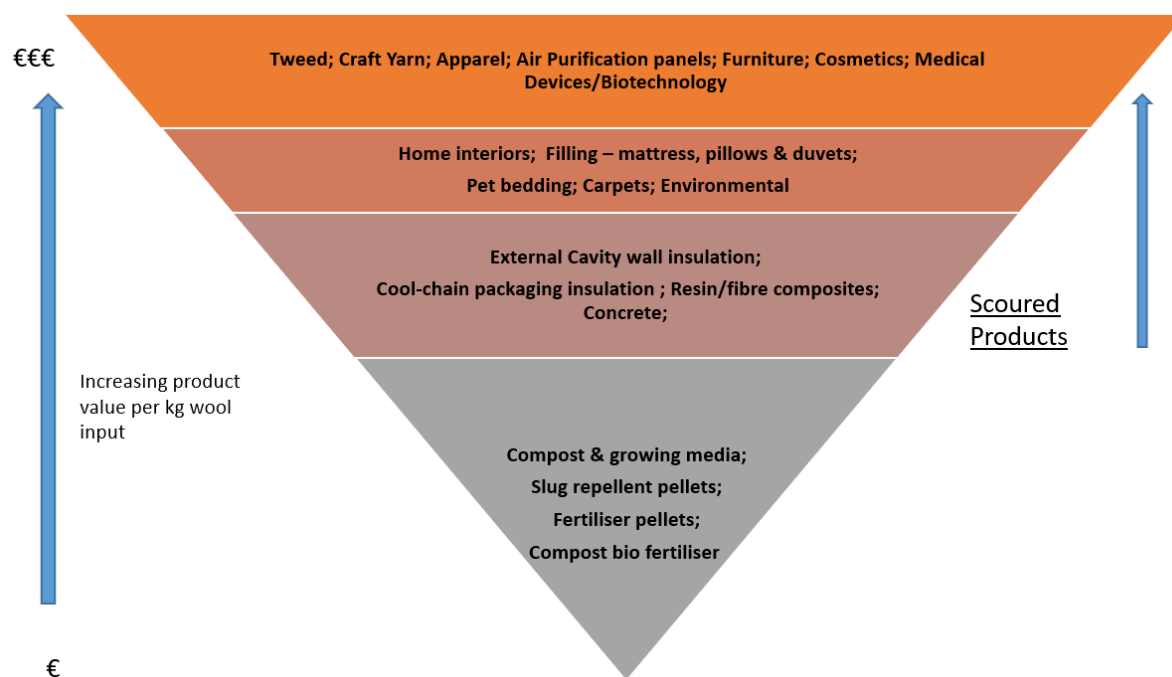 €€€
Tweed; Craft Yarn; Apparel; Air Purification panels; Furniture; Cosmetics; Medical
Devices/Biotechnology
Home interiors;  Filling – mattress, pillows & duvets;
Pet bedding; Carpets; Environmental
External Cavity wall insulation;
Cool-chain packaging insulation ; Resin/fibre composites;
Concrete;
Scoured
Products
Increasing product
value per kg wool
input
Compost & growing media;
Slug repellent pellets;
Fertiliser pellets;
Compost bio fertiliser
€